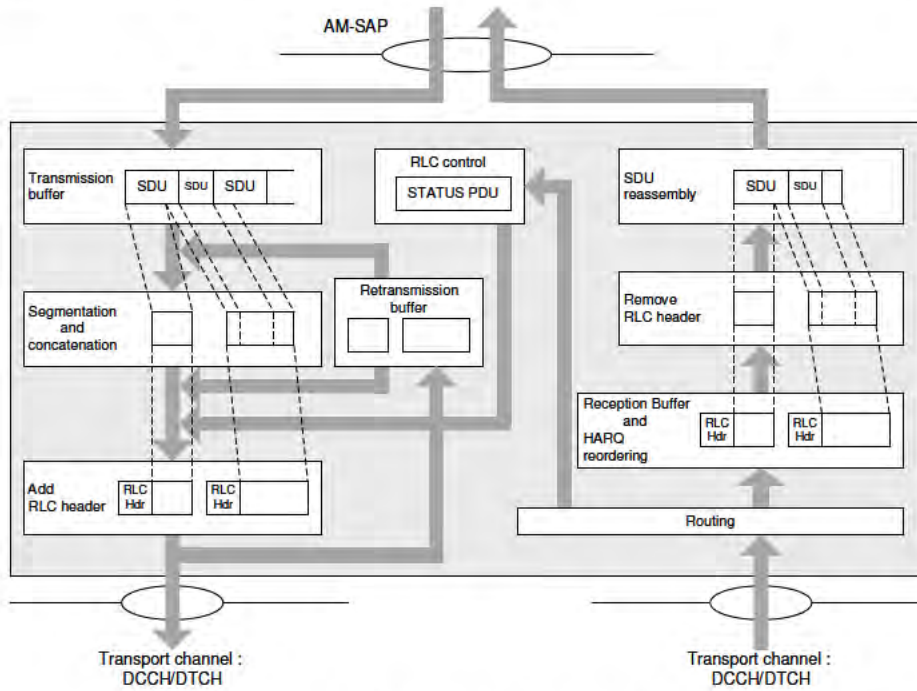 AM-SAP
Transmission
buffer
SDU
SDU
SDU
RLC control
STATUS PDU
SDU
reassembly
SDU
SDU
Segmentation
and
concatenation
Retransmission
buffer
Remove
RLC header
Reception Buffer
and
HARQ
reordering
RLC
Hdr
RLC
Hdr
Add
RLC header
RLC
Hdr
RLC
Hdr
Routing
Transport channel :
DCCH/DTCH
Transport channel :
DCCH/DTCH